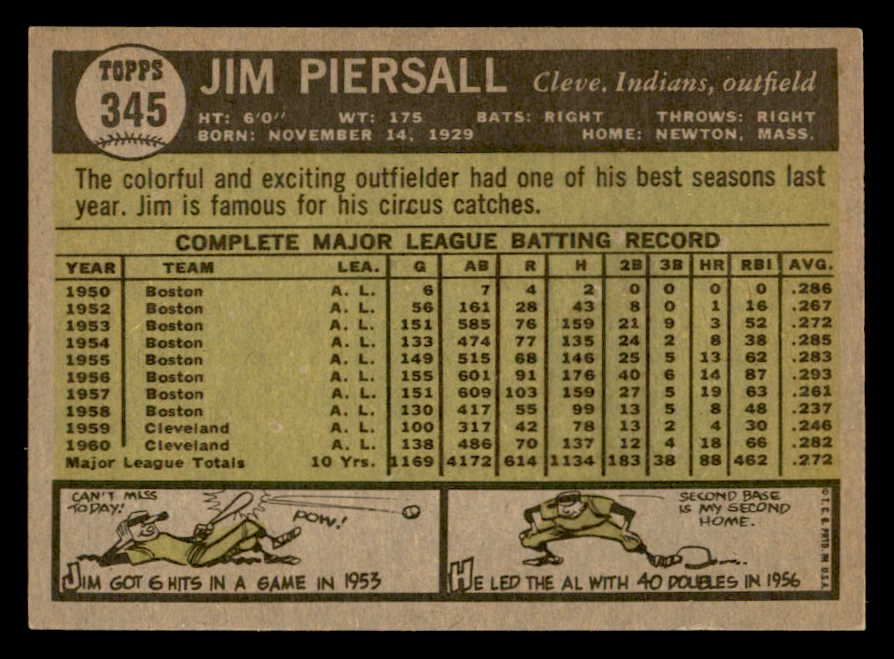 TOPPS
345
JIM PIERSALL Cleve. Indians, outfield
HT: 6'0" WT: 175 BATS: RIGHT THROWS: RIGHT
BORN: NOVEMBER 14, 1929 HOME: NEWTON, MASS.
The colorful and exciting outfielder had one of his best seasons last
year. Jim is famous for his circus catches.
COMPLETE MAJOR LEAGUE BATTING RECORD
YEAR TEAM LEA. G AB R H 2B 3B HR RBI AVG.
1950 Boston A. L. 6 7 4 2 0 0 0 0 .286
1952 Boston A. L. 56 161 28 43 8 0 1 16 .267
1953 Boston A. L. 151 585 76 159 21 9 3 52 .272
1954 Boston A. L. 133 474 77 135 24 2 8 38 .285
1955 Boston A. L. 149 515 68 146 25 5 13 62 .283
1956 Boston A. L. 155 601 91 176 40 6 14 87 .293
1957 Boston A. L. 151 609 103 159 27 5 19 63 .261
1958 Boston A. L. 130 417 55 99 13 5 8 48 .237
1959 Cleveland A. L. 100 317 42 78 13 2 4 30 .246
1960 Cleveland A. L. 138 486 70 137 12 4 18 66 .282
Major League Totals 10 Yrs. 1169 4172 614 1134 183 38 88 462 .272
CAN'T MISS
TODAY!
POW!
JIM GOT 6 HITS IN A GAME IN 1953
SECOND BASE
IS MY SECOND
HOME.
HE LED THE AL WITH 40 DOUBLES IN 1956
© T. C. G. PRTD. IN U.S.A.